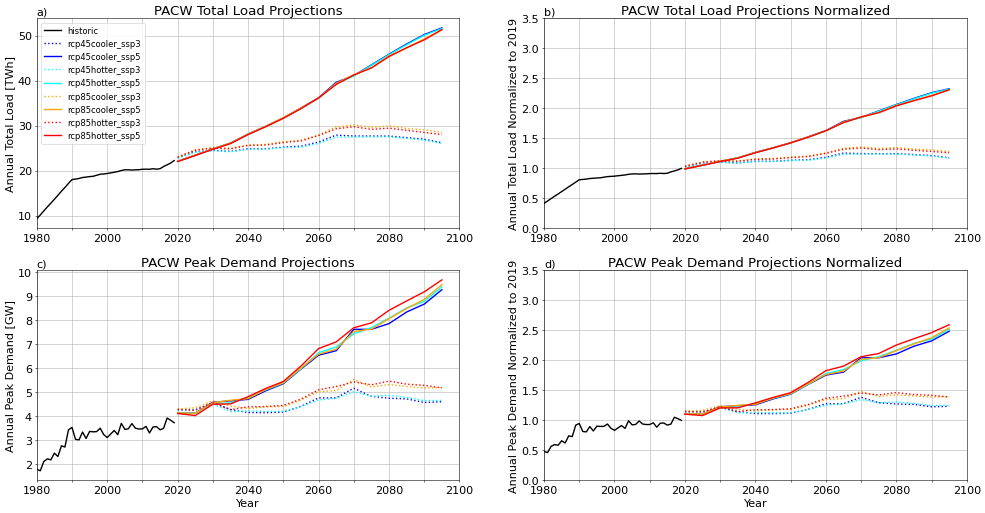 a)
PACW Total Load Projections
Annual Total Load [TWh]
50
40
30
20
10
1980
2000
2020
2040
2060
2080
2100
historic
rcp45cooler_ssp3
rcp45cooler_ssp5
rcp45hotter_ssp3
rcp45hotter_ssp5
rcp85cooler_ssp3
rcp85cooler_ssp5
rcp85hotter_ssp3
rcp85hotter_ssp5
b)
PACW Total Load Projections Normalized
Annual Total Load Normalized to 2019
3.5
3.0
2.5
2.0
1.5
1.0
0.5
0.0
1980
2000
2020
2040
2060
2080
2100
c)
PACW Peak Demand Projections
Annual Peak Demand [GW]
10
9
8
7
6
5
4
3
2
1980
2000
2020
2040
2060
2080
2100
Year
d)
PACW Peak Demand Projections Normalized
Annual Peak Demand Normalized to 2019
3.5
3.0
2.5
2.0
1.5
1.0
0.5
0.0
1980
2000
2020
2040
2060
2080
2100
Year